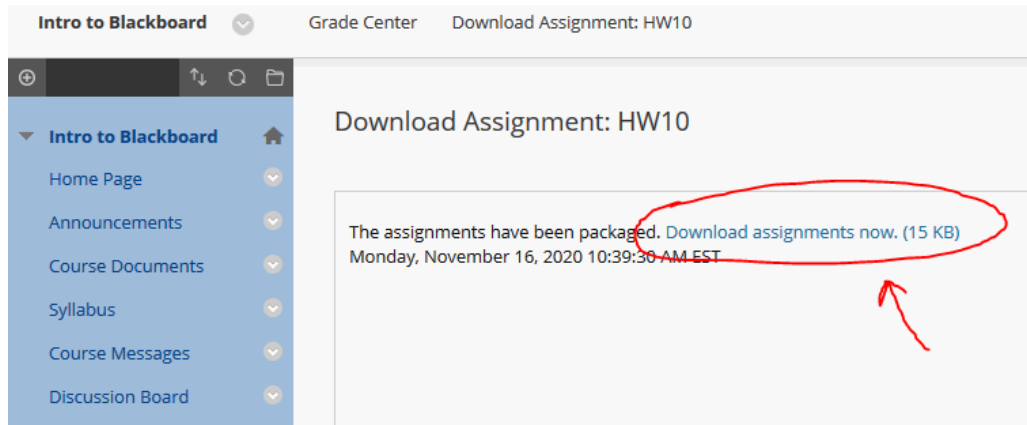 Intro to Blackboard Grade Center Download Assignment: HW10
Intro to Blackboard
Home Page
Announcements
Course Documents
Syllabus
Course Messages
Discussion Board
Download Assignment: HW10
The assignments have been packaged. Download assignments now. (15 KB)
Monday, November 16, 2020 10:39:30 AM EST